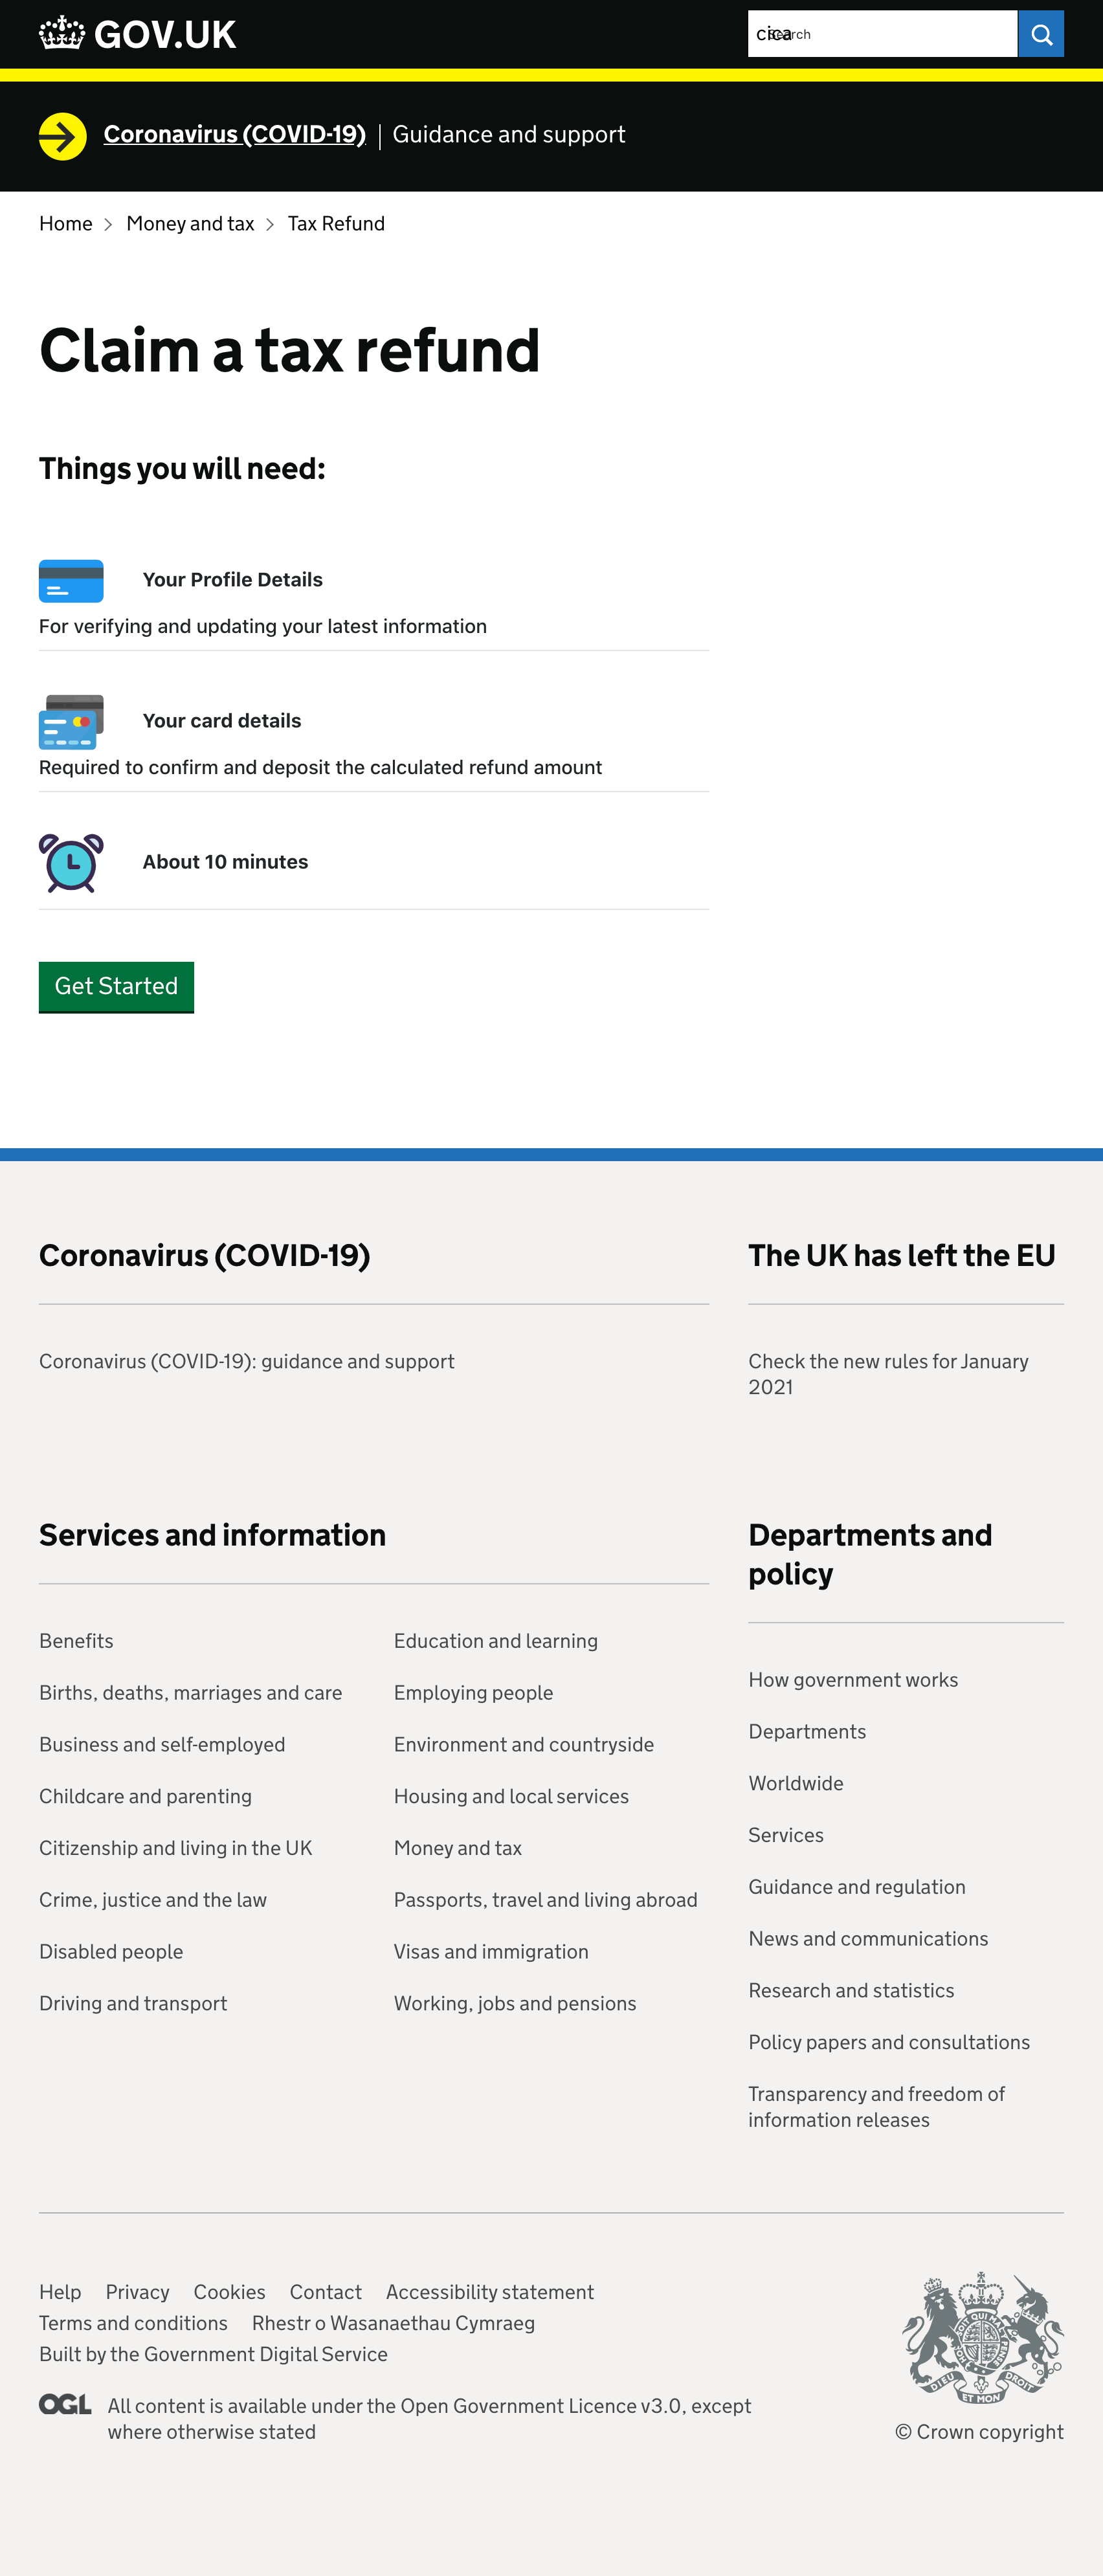 GOV.UK
cica
Search
Coronavirus (COVID-19) | Guidance and support
Home
Money and tax
Tax Refund
Claim a tax refund
Things you will need:
Your Profile Details
For verifying and updating your latest information
Your card details
Required to confirm and deposit the calculated refund amount
About 10 minutes
Get Started
Coronavirus (COVID-19)
Coronavirus (COVID-19): guidance and support
The UK has left the EU
Check the new rules for January
2021
Services and information
Benefits
Births, deaths, marriages and care
Business and self-employed
Childcare and parenting
Citizenship and living in the UK
Crime, justice and the law
Disabled people
Driving and transport
Education and learning
Employing people
Environment and countryside
Housing and local services
Money and tax
Passports, travel and living abroad
Visas and immigration
Working, jobs and pensions
Departments and
policy
How government works
Departments
Worldwide
Services
Guidance and regulation
News and communications
Research and statistics
Policy papers and consultations
Transparency and freedom of
information releases
Help Privacy Cookies Contact Accessibility statement
Terms and conditions Rhestr o Wasanaethau Cymraeg
Built by the Government Digital Service
OGL
All content is available under the Open Government Licence v3.0, except
where otherwise stated
DIEU ET MON DROIT
© Crown copyright